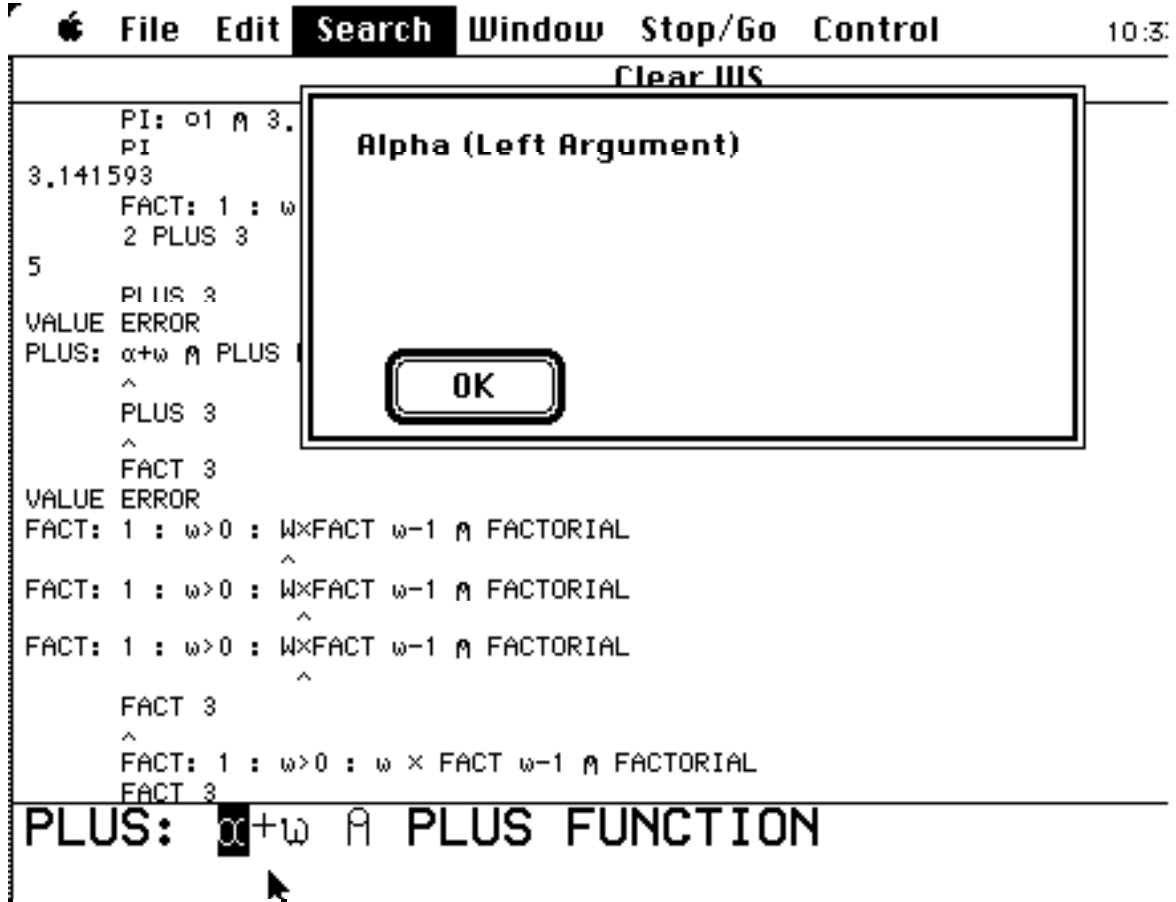 File Edit Search Window Stop/Go Control 10:3
Clear WS
PI: ○1 ⍝ 3.
PI
3.141593
FACT: 1 : ω
2 PLUS 3
5
PLUS 3
VALUE ERROR
PLUS: α+ω ⍝ PLUS
^
PLUS 3
^
FACT 3
VALUE ERROR
FACT: 1 : ω>0 : W×FACT ω-1 ⍝ FACTORIAL
^
FACT: 1 : ω>0 : W×FACT ω-1 ⍝ FACTORIAL
^
FACT: 1 : ω>0 : W×FACT ω-1 ⍝ FACTORIAL
^
FACT 3
^
FACT: 1 : ω>0 : ω × FACT ω-1 ⍝ FACTORIAL
FACT 3
Alpha (Left Argument)
OK
PLUS: α+ω ⍝ PLUS FUNCTION